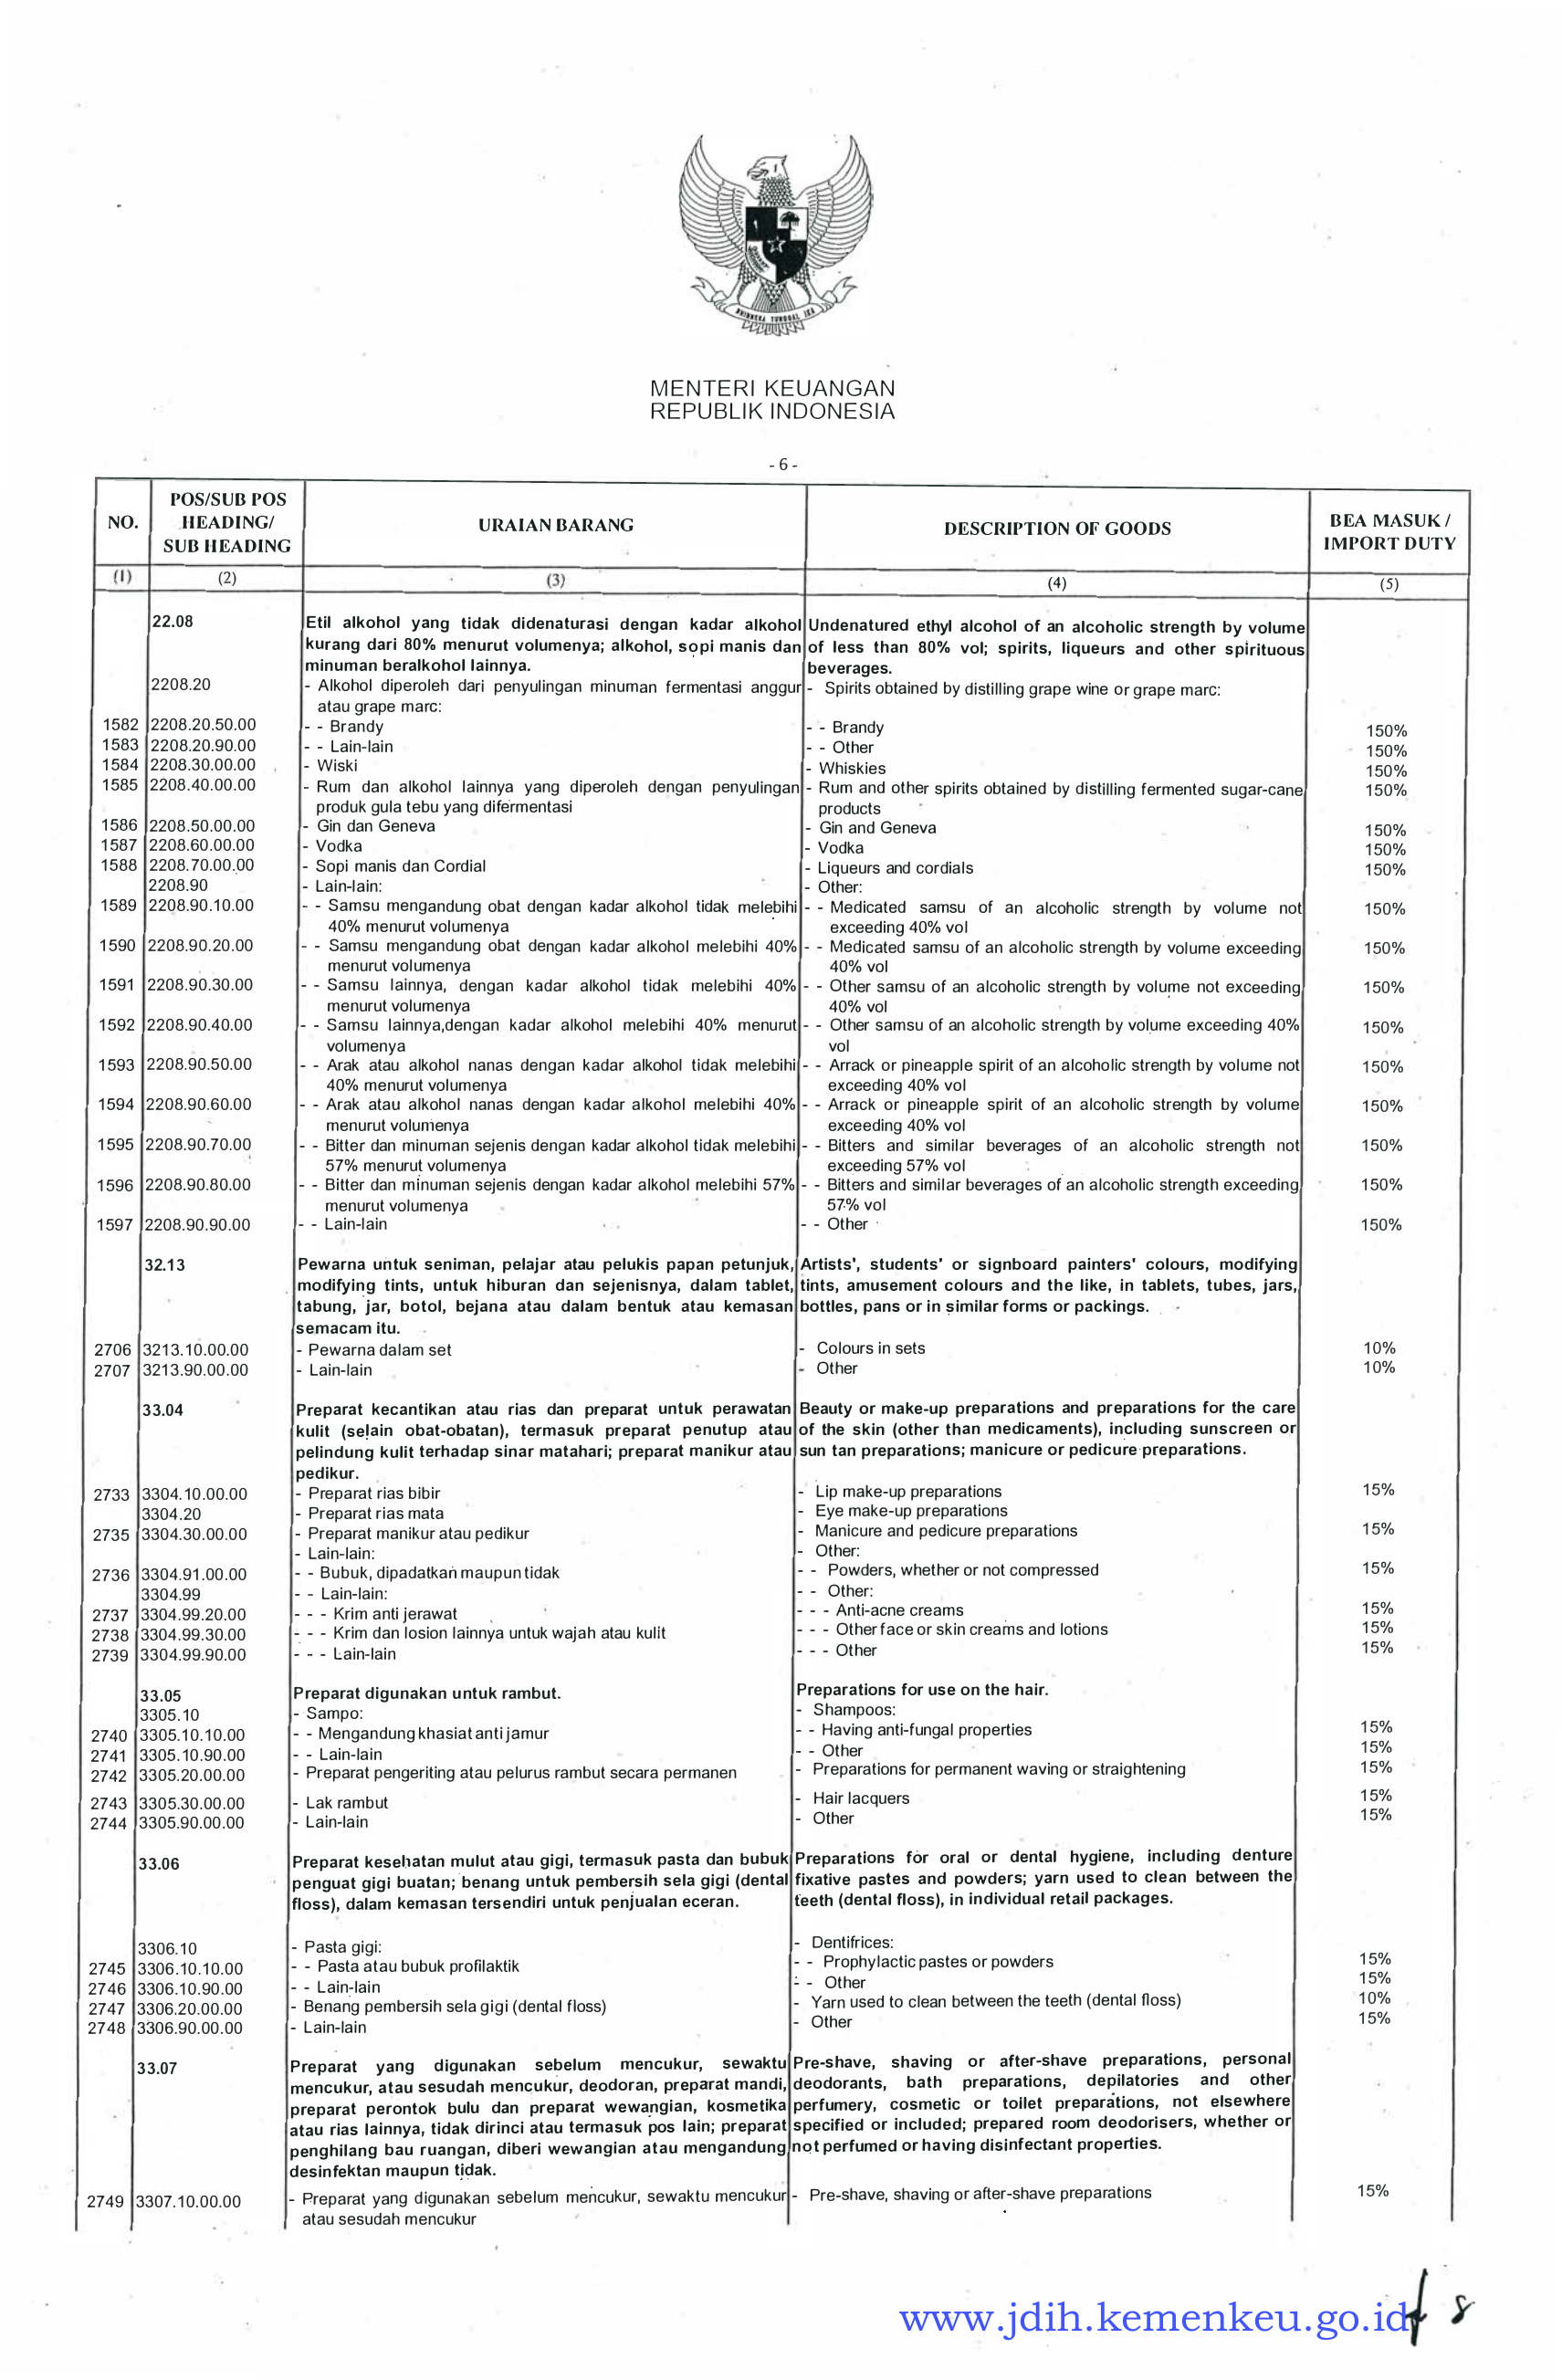 BHINNEKA TUNGGAL IKA
MENTERI KEUANGAN
REPUBLIK INDONESIA
- 6 -
NO.
POS/SUB POS
HEADING/
SUB HEADING
URAIAN BARANG
DESCRIPTION OF GOODS
BEA MASUK /
IMPORT DUTY
(1) (2) (3) (4) (5)
22.08 Etil alkohol yang tidak didenaturasi dengan kadar alkohol Undenatured ethyl alcohol of an alcoholic strength by volume
kurang dari 80% menurut volumenya; alkohol, sopi manis dan of less than 80% vol; spirits, liqueurs and other spirituous
minuman beralkohol lainnya. beverages.
2208.20 - Alkohol diperoleh dari penyulingan minuman fermentasi anggur - Spirits obtained by distilling grape wine or grape marc:
atau grape marc:
1582 2208.20.50.00 - - Brandy - - Brandy 150%
1583 2208.20.90.00 - - Lain-lain - - Other 150%
1584 2208.30.00.00 - Wiski - Whiskies 150%
1585 2208.40.00.00 - Rum dan alkohol lainnya yang diperoleh dengan penyulingan - Rum and other spirits obtained by distilling fermented sugar-cane 150%
produk gula tebu yang difermentasi products
1586 2208.50.00.00 - Gin dan Geneva - Gin and Geneva 150%
1587 2208.60.00.00 - Vodka - Vodka 150%
1588 2208.70.00.00 - Sopi manis dan Cordial - Liqueurs and cordials 150%
2208.90 - Lain-lain: - Other:
1589 2208.90.10.00 - - Samsu mengandung obat dengan kadar alkohol tidak melebihi - - Medicated samsu of an alcoholic strength by volume not 150%
40% menurut volumenya exceeding 40% vol
1590 2208.90.20.00 - - Samsu mengandung obat dengan kadar alkohol melebihi 40% - - Medicated samsu of an alcoholic strength by volume exceeding 150%
menurut volumenya 40% vol
1591 2208.90.30.00 - - Samsu lainnya, dengan kadar alkohol tidak melebihi 40% - - Other samsu of an alcoholic strength by volume not exceeding 150%
menurut volumenya 40% vol
1592 2208.90.40.00 - - Samsu lainnya,dengan kadar alkohol melebihi 40% menurut - - Other samsu of an alcoholic strength by volume exceeding 40% 150%
volumenya vol
1593 2208.90.50.00 - - Arak atau alkohol nanas dengan kadar alkohol tidak melebihi - - Arrack or pineapple spirit of an alcoholic strength by volume not 150%
40% menurut volumenya exceeding 40% vol
1594 2208.90.60.00 - - Arak atau alkohol nanas dengan kadar alkohol melebihi 40% - - Arrack or pineapple spirit of an alcoholic strength by volume 150%
menurut volumenya exceeding 40% vol
1595 2208.90.70.00 - - Bitter dan minuman sejenis dengan kadar alkohol tidak melebihi - - Bitters and similar beverages of an alcoholic strength not 150%
57% menurut volumenya exceeding 57% vol
1596 2208.90.80.00 - - Bitter dan minuman sejenis dengan kadar alkohol melebihi 57% - - Bitters and similar beverages of an alcoholic strength exceeding 150%
menurut volumenya 57% vol
1597 2208.90.90.00 - - Lain-lain - - Other 150%
32.13 Pewarna untuk seniman, pelajar atau pelukis papan petunjuk, Artists', students' or signboard painters' colours, modifying
modifying tints, untuk hiburan dan sejenisnya, dalam tablet, tints, amusement colours and the like, in tablets, tubes, jars,
tabung, jar, botol, bejana atau dalam bentuk atau kemasan bottles, pans or in similar forms or packings.
semacam itu.
2706 3213.10.00.00 - Pewarna dalam set - Colours in sets 10%
2707 3213.90.00.00 - Lain-lain - Other 10%
33.04 Preparat kecantikan atau rias dan preparat untuk perawatan Beauty or make-up preparations and preparations for the care
kulit (selain obat-obatan), termasuk preparat penutup atau of the skin (other than medicaments), including sunscreen or
pelindung kulit terhadap sinar matahari; preparat manikur atau sun tan preparations; manicure or pedicure preparations.
pedikur.
2733 3304.10.00.00 - Preparat rias bibir - Lip make-up preparations 15%
3304.20 - Preparat rias mata - Eye make-up preparations
2735 3304.30.00.00 - Preparat manikur atau pedikur - Manicure and pedicure preparations 15%
- Lain-lain: - Other:
2736 3304.91.00.00 - - Bubuk, dipadatkan maupun tidak - - Powders, whether or not compressed 15%
3304.99 - - Lain-lain: - - Other:
2737 3304.99.20.00 - - - Krim anti jerawat - - - Anti-acne creams 15%
2738 3304.99.30.00 - - - Krim dan losion lainnya untuk wajah atau kulit - - - Other face or skin creams and lotions 15%
2739 3304.99.90.00 - - - Lain-lain - - - Other 15%
33.05 Preparat digunakan untuk rambut. Preparations for use on the hair.
3305.10 - Sampo: - Shampoos:
2740 3305.10.10.00 - - Mengandung khasiat anti jamur - - Having anti-fungal properties 15%
2741 3305.10.90.00 - - Lain-lain - - Other 15%
2742 3305.20.00.00 - Preparat pengeriting atau pelurus rambut secara permanen - Preparations for permanent waving or straightening 15%
2743 3305.30.00.00 - Lak rambut - Hair lacquers 15%
2744 3305.90.00.00 - Lain-lain - Other 15%
33.06 Preparat kesehatan mulut atau gigi, termasuk pasta dan bubuk Preparations for oral or dental hygiene, including denture
penguat gigi buatan; benang untuk pembersih sela gigi (dental fixative pastes and powders; yarn used to clean between the
floss), dalam kemasan tersendiri untuk penjualan eceran. teeth (dental floss), in individual retail packages.
3306.10 - Pasta gigi: - Dentifrices:
2745 3306.10.10.00 - - Pasta atau bubuk profilaktik - - Prophylactic pastes or powders 15%
2746 3306.10.90.00 - - Lain-lain - - Other 15%
2747 3306.20.00.00 - Benang pembersih sela gigi (dental floss) - Yarn used to clean between the teeth (dental floss) 10%
2748 3306.90.00.00 - Lain-lain - Other 15%
33.07 Preparat yang digunakan sebelum mencukur, sewaktu Pre-shave, shaving or after-shave preparations, personal
mencukur, atau sesudah mencukur, deodoran, preparat mandi, deodorants, bath preparations, depilatories and other
preparat perontok bulu dan preparat wewangian, kosmetika perfumery, cosmetic or toilet preparations, not elsewhere
atau rias lainnya, tidak dirinci atau termasuk pos lain; preparat specified or included; prepared room deodorisers, whether or
penghilang bau ruangan, diberi wewangian atau mengandung not perfumed or having disinfectant properties.
desinfektan maupun tidak.
2749 3307.10.00.00 - Preparat yang digunakan sebelum mencukur, sewaktu mencukur - Pre-shave, shaving or after-shave preparations 15%
atau sesudah mencukur
www.jdih.kemenkeu.go.id